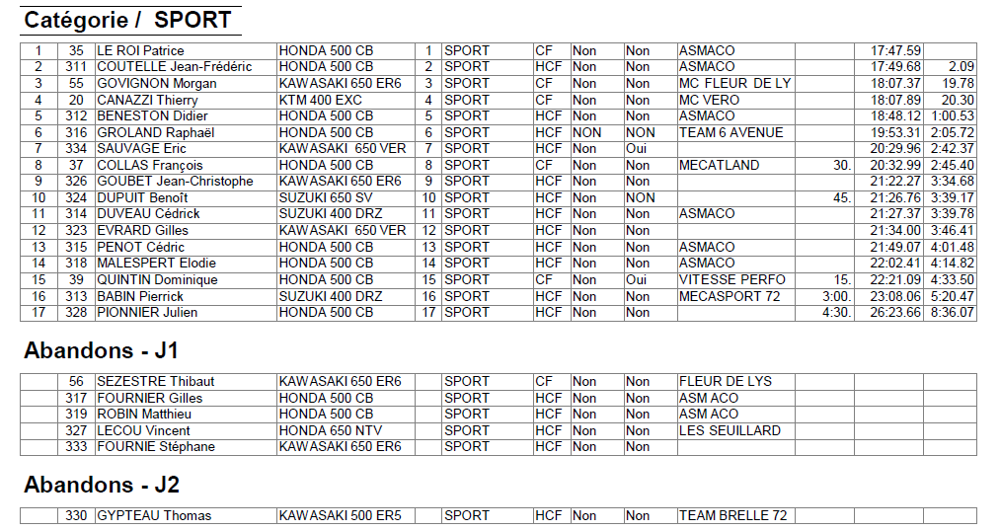 Catégorie / SPORT
1 35 LE ROI Patrice HONDA 500 CB 1 SPORT CF Non Non ASMACO 17:47.59
2 311 COUTELLE Jean-Frédéric HONDA 500 CB 2 SPORT HCF Non Non ASMACO 17:49.68 2.09
3 55 GOVIGNON Morgan KAWASAKI 650 ER6 3 SPORT CF Non Non MC FLEUR DE LY 18:07.37 19.78
4 20 CANAZZI Thierry KTM 400 EXC 4 SPORT CF Non Non MC VERO 18:07.89 20.30
5 312 BENESTON Didier HONDA 500 CB 5 SPORT HCF Non Non ASMACO 18:48.12 1:00.53
6 316 GROLAND Raphaël HONDA 500 CB 6 SPORT HCF NON NON TEAM 6 AVENUE 19:53.31 2:05.72
7 334 SAUVAGE Eric KAWASAKI 650 VER 7 SPORT HCF Non Oui 20:29.96 2:42.37
8 37 COLLAS François HONDA 500 CB 8 SPORT CF Non Non MECATLAND 30. 20:32.99 2:45.40
9 326 GOUBET Jean-Christophe KAWASAKI 650 ER6 9 SPORT HCF Non Non 21:22.27 3:34.68
10 324 DUPUIT Benoît SUZUKI 650 SV 10 SPORT HCF Non NON 45. 21:26.76 3:39.17
11 314 DUVEAU Cédrick SUZUKI 400 DRZ 11 SPORT HCF Non Non ASMACO 21:27.37 3:39.78
12 323 EVRARD Gilles KAWASAKI 650 VER 12 SPORT HCF Non Non 21:34.00 3:46.41
13 315 PENOT Cédric HONDA 500 CB 13 SPORT HCF Non Non ASMACO 21:49.07 4:01.48
14 318 MALESPERT Elodie HONDA 500 CB 14 SPORT HCF Non Non ASMACO 22:02.41 4:14.82
15 39 QUINTIN Dominique HONDA 500 CB 15 SPORT CF Non Oui VITESSE PERFO 15. 22:21.09 4:33.50
16 313 BABIN Pierrick SUZUKI 400 DRZ 16 SPORT HCF Non Non MECASPORT 72 3:00. 23:08.06 5:20.47
17 328 PIONNIER Julien HONDA 500 CB 17 SPORT HCF Non Non 4:30. 26:23.66 8:36.07
Abandons - J1
56 SEZESTRE Thibaut KAWASAKI 650 ER6 SPORT CF Non Non FLEUR DE LYS
317 FOURNIER Gilles HONDA 500 CB SPORT HCF Non Non ASM ACO
319 ROBIN Matthieu HONDA 500 CB SPORT HCF Non Non ASM ACO
327 LECOU Vincent HONDA 650 NTV SPORT HCF Non Non LES SEUILLARD
333 FOURNIE Stéphane KAWASAKI 650 ER6 SPORT HCF Non Non
Abandons - J2
330 GYPTEAU Thomas KAWASAKI 500 ER5 SPORT HCF Non Non TEAM BRELLE 72